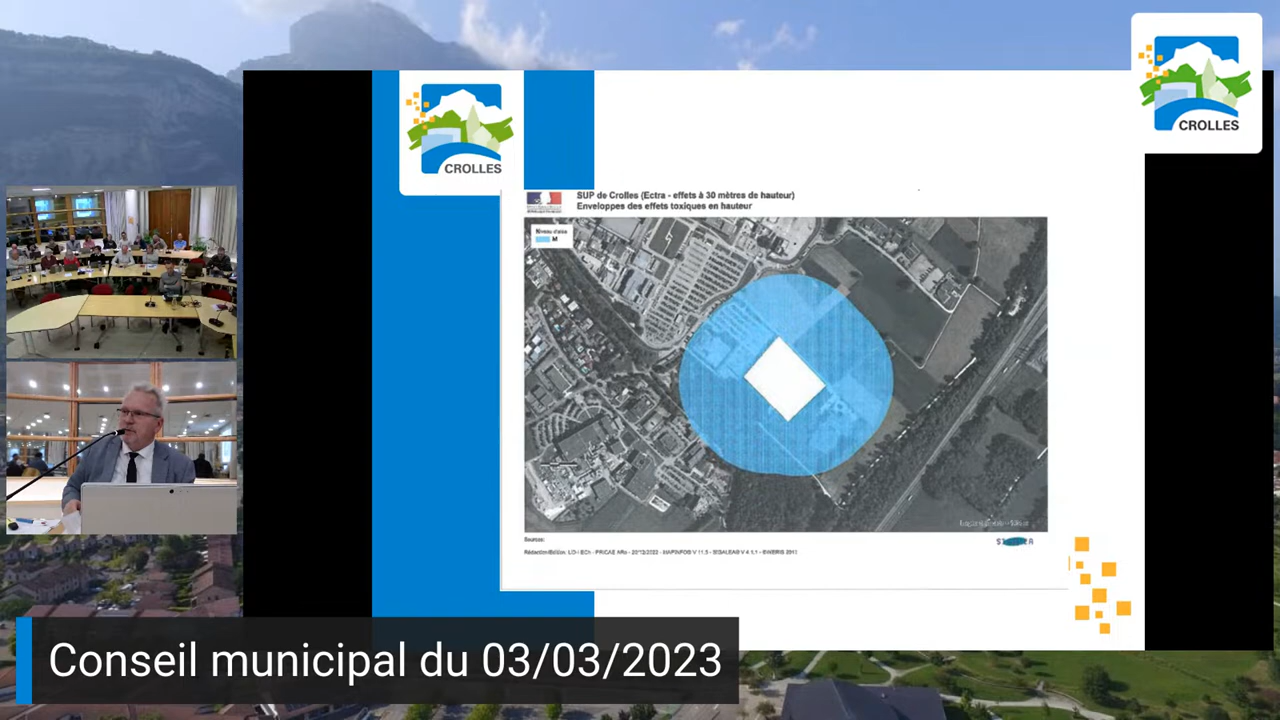 CROLLES
CROLLES
SUP de Crolles (Ectra - effets à 30 mètres de hauteur)
Enveloppes des effets toxiques en hauteur
Niveau d'aléa
M
Sources:
Conseil municipal du 03/03/2023